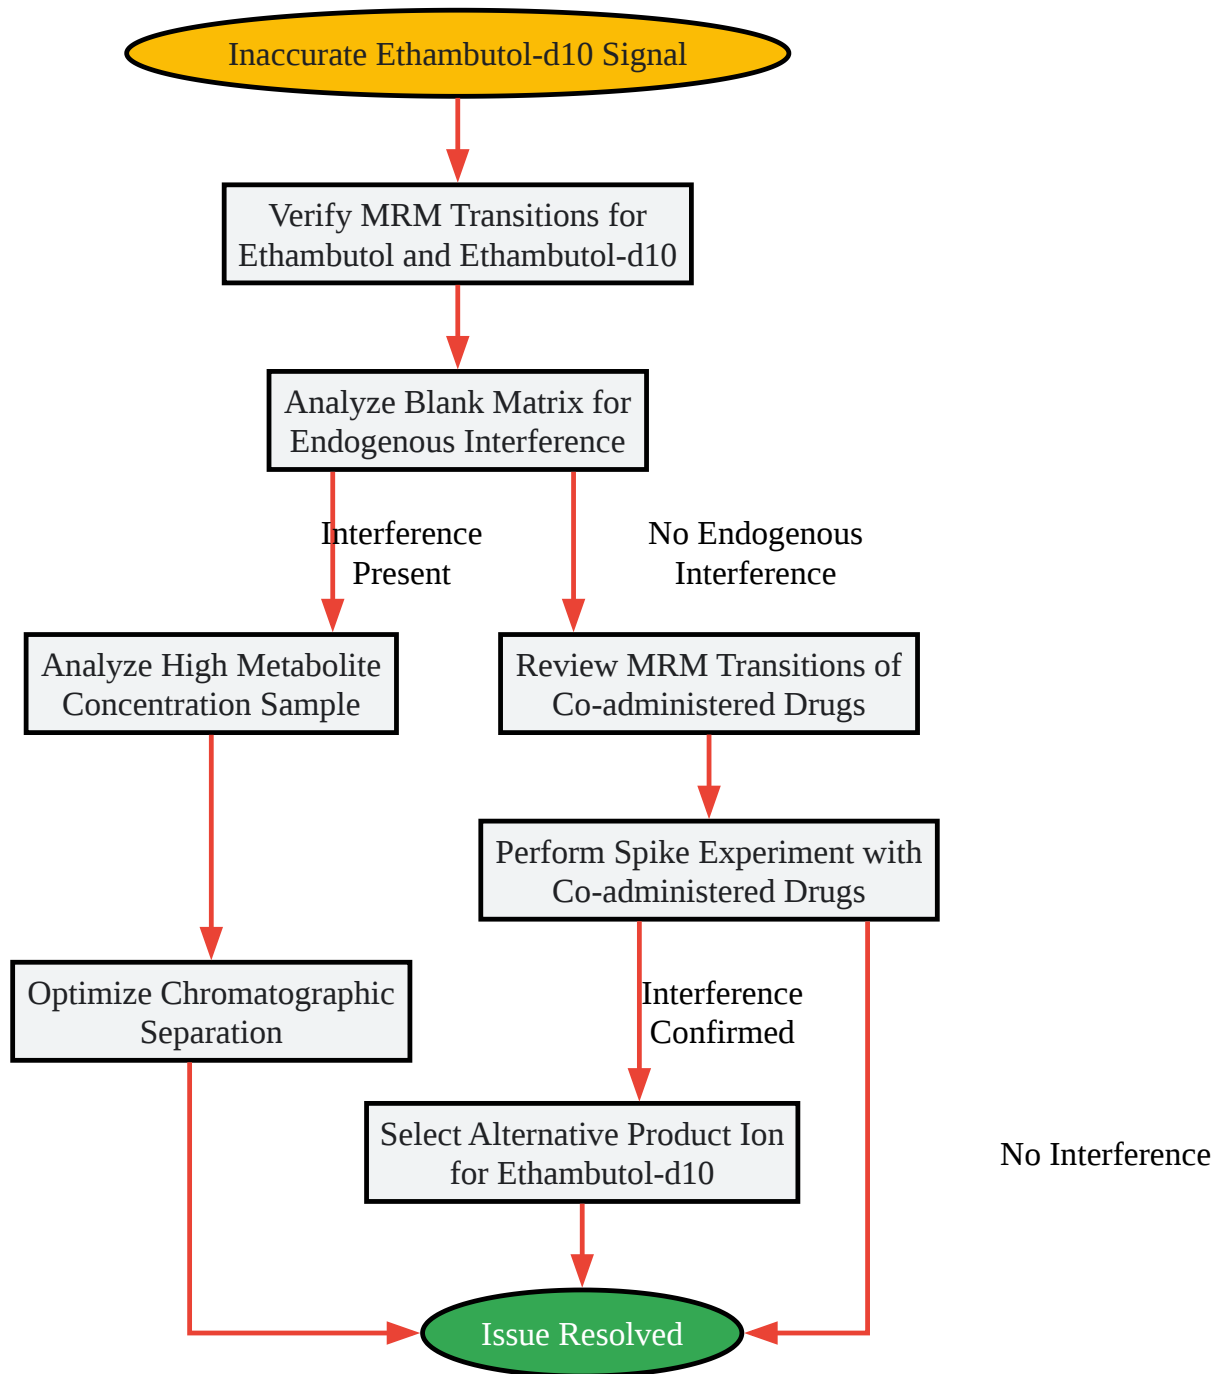 Inaccurate Ethambutol-d10 Signal
Verify MRM Transitions for
Ethambutol and Ethambutol-d10
Analyze Blank Matrix for
Endogenous Interference
Interference
Present
No Endogenous
Interference
Analyze High Metabolite
Concentration Sample
Review MRM Transitions of
Co-administered Drugs
Perform Spike Experiment with
Co-administered Drugs
Optimize Chromatographic
Separation
Interference
Confirmed
Select Alternative Product Ion
for Ethambutol-d10
No Interference
Issue Resolved